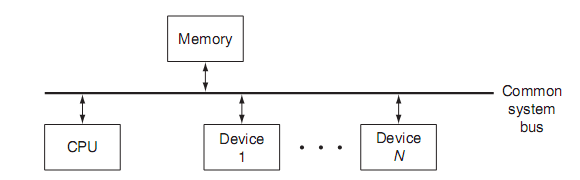 Memory
Common
system
bus
CPU
Device
1
. . .
Device
N